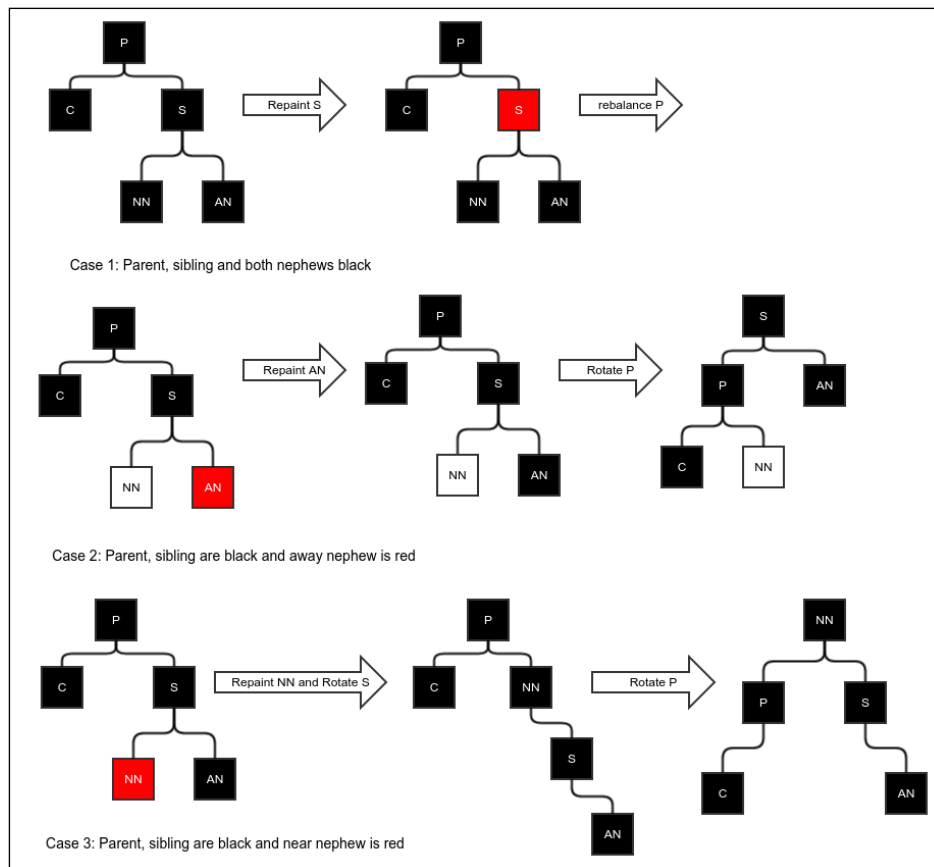 P
P
C
S
Repaint S
C
S
rebalance P
NN
AN
NN
AN
Case 1: Parent, sibling and both nephews black
P
P
S
C
S
Repaint AN
C
S
Rotate P
P
AN
NN
AN
NN
AN
C
NN
Case 2: Parent, sibling are black and away nephew is red
P
P
NN
C
S
Repaint NN and Rotate S
C
NN
Rotate P
P
S
NN
AN
S
C
AN
AN
Case 3: Parent, sibling are black and near nephew is red